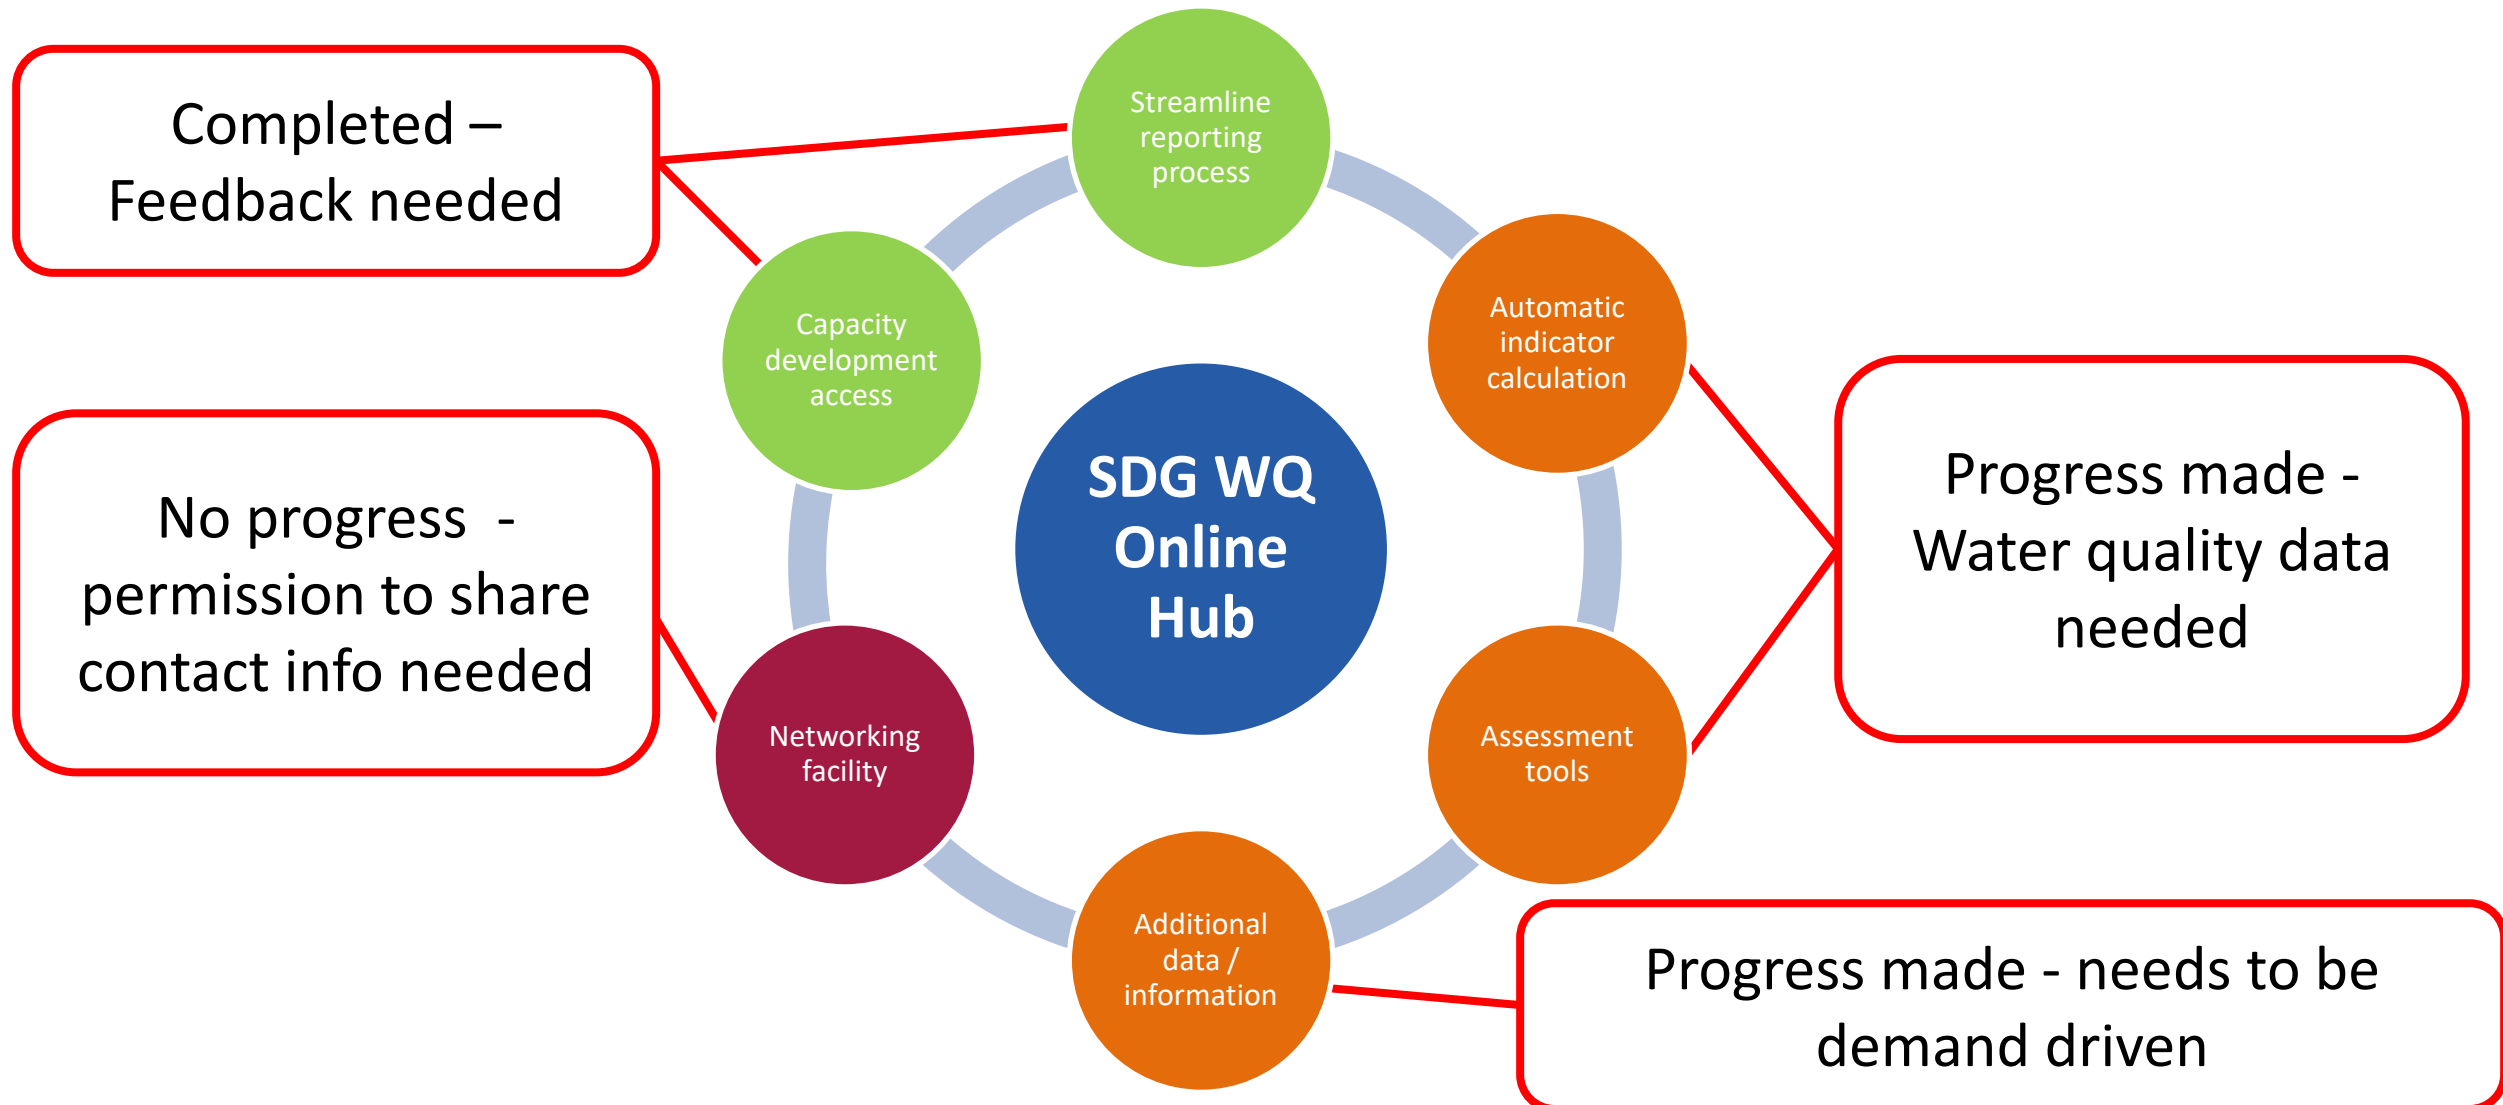 Completed –
Feedback needed
Streamline
reporting
process
Automatic
indicator
calculation
Capacity
development
access
SDG WQ
Online
Hub
Progress made -
Water quality data
needed
No progress  -
permission to share
contact info needed
Networking
facility
Assessment
tools
Additional
data /
information
Progress made - needs to be
demand driven